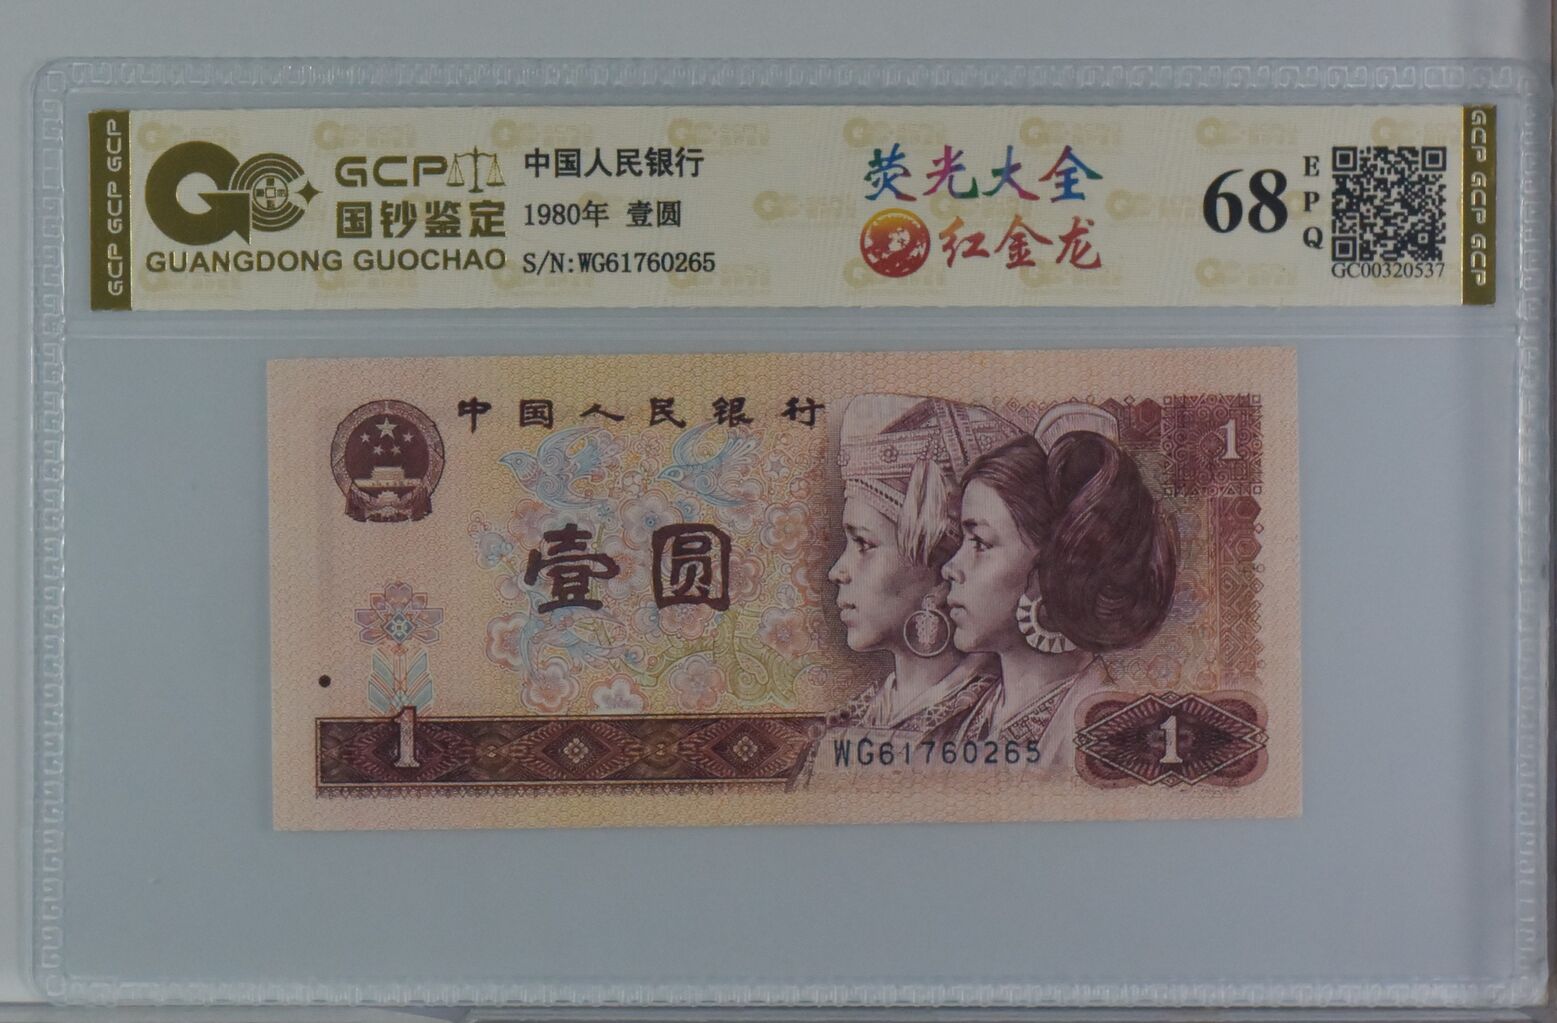 GCP
国钞鉴定
GUANGDONG GUOCHAO
中国人民银行
1980年 壹圆
S/N:WG61760265
荧光大全
红金龙
68
EPQ
GC00320537
GCP GCP GCP
GCP GCP GCP
中国人民银行
1
壹圆
1
WG61760265
1